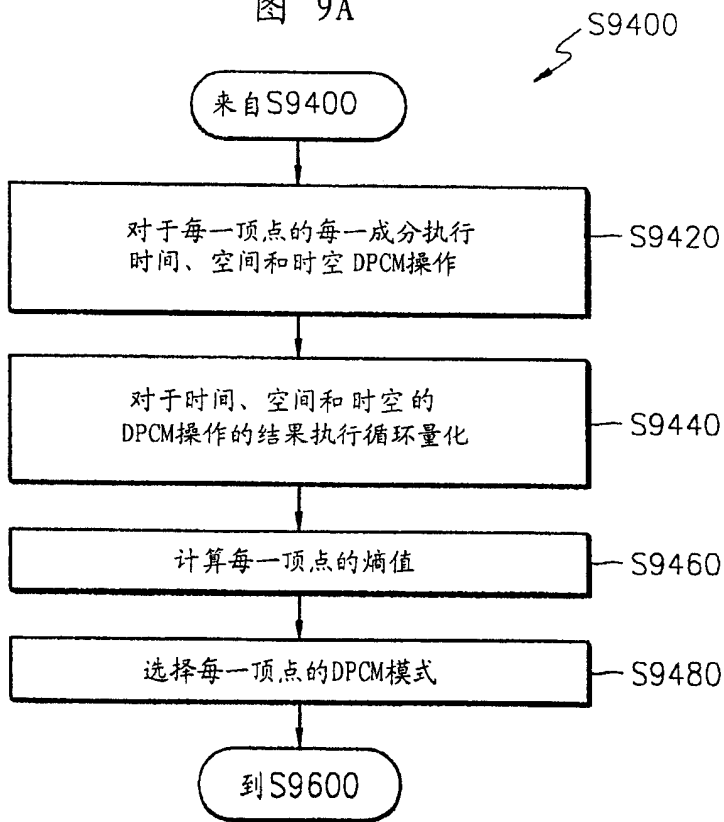 图 9A
S9400
来自S9400
对于每一顶点的每一成分执行
时间、空间和时空DPCM操作
S9420
对于时间、空间和时空的
DPCM操作的结果执行循环量化
S9440
计算每一顶点的熵值
S9460
选择每一顶点的DPCM模式
S9480
到S9600